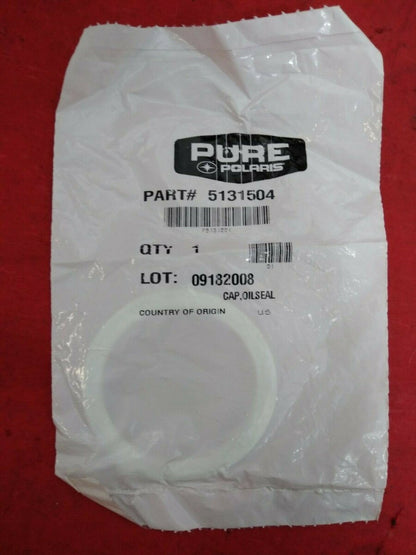 PURE
POLARIS
PART# 5131504
QTY 1
LOT: 09182008
CAP,OILSEAL
COUNTRY OF ORIGIN